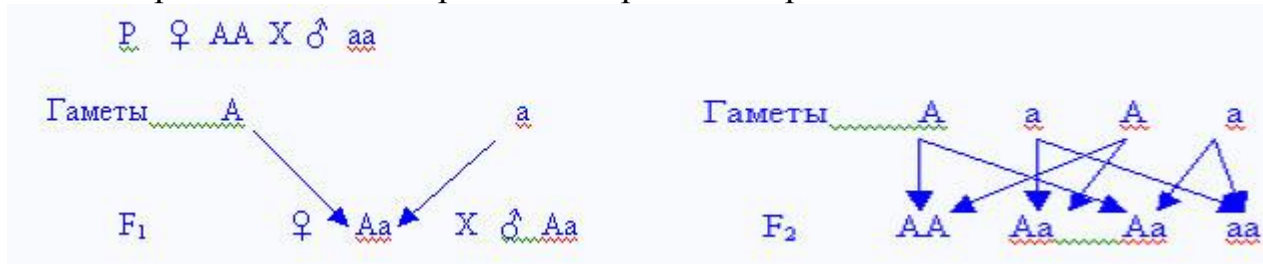 P ♀ AA X ♂ aa
Гаметы A a
F₁ ♀ Aa X ♂ Aa
Гаметы A a A a
F₂ AA Aa Aa aa